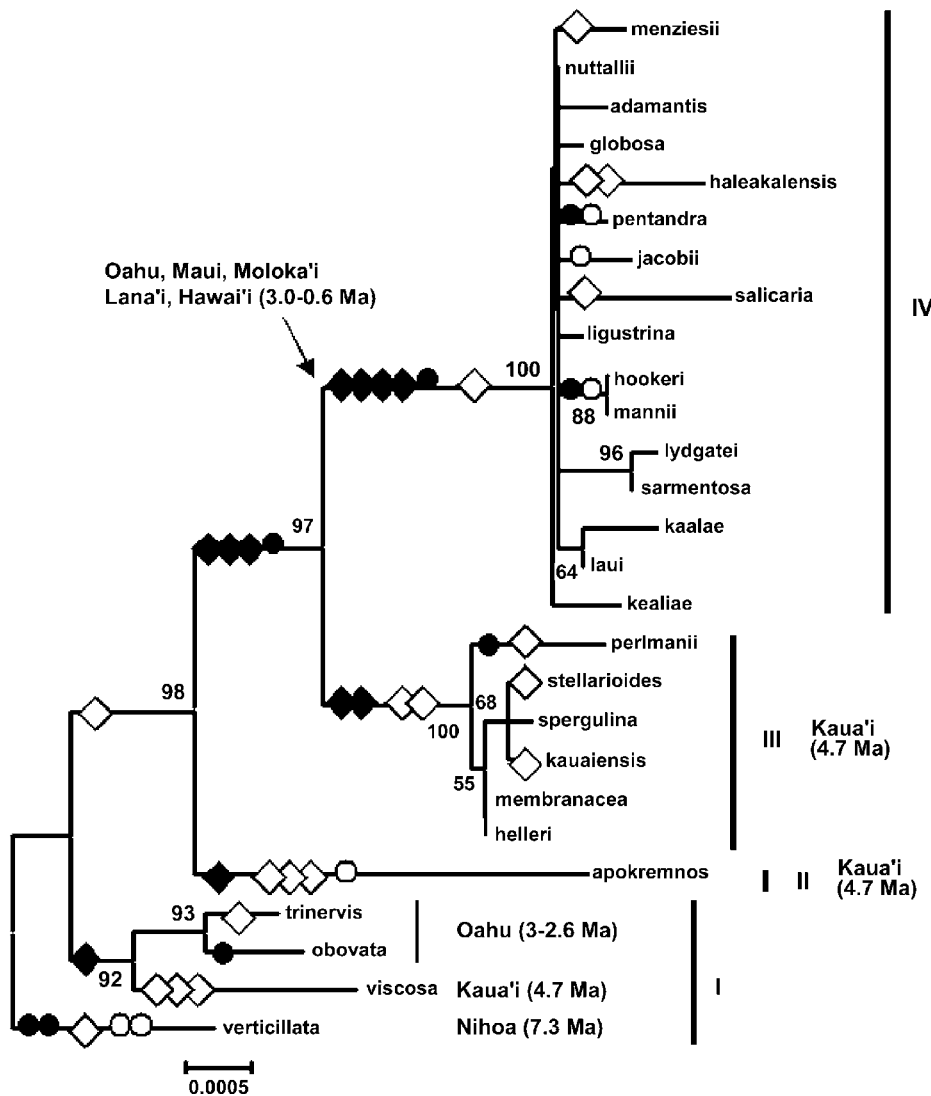 menziesii
nuttallii
adamantis
globosa
haleakalensis
pentandra
jacobii
Oahu, Maui, Moloka'i
Lana'i, Hawai'i (3.0-0.6 Ma)
salicaria
IV
ligustrina
100
hookeri
mannii
88
96
lydgatei
sarmentosa
97
kaalae
laui
64
kealiae
perlmanii
98
68
stellarioides
100
spergulina
III
Kaua'i
(4.7 Ma)
kauaiensis
55
membranacea
helleri
apokremnos
II
Kaua'i
(4.7 Ma)
93
trinervis
obovata
Oahu (3-2.6 Ma)
92
viscosa
Kaua'i (4.7 Ma)
I
verticillata
Nihoa (7.3 Ma)
0.0005